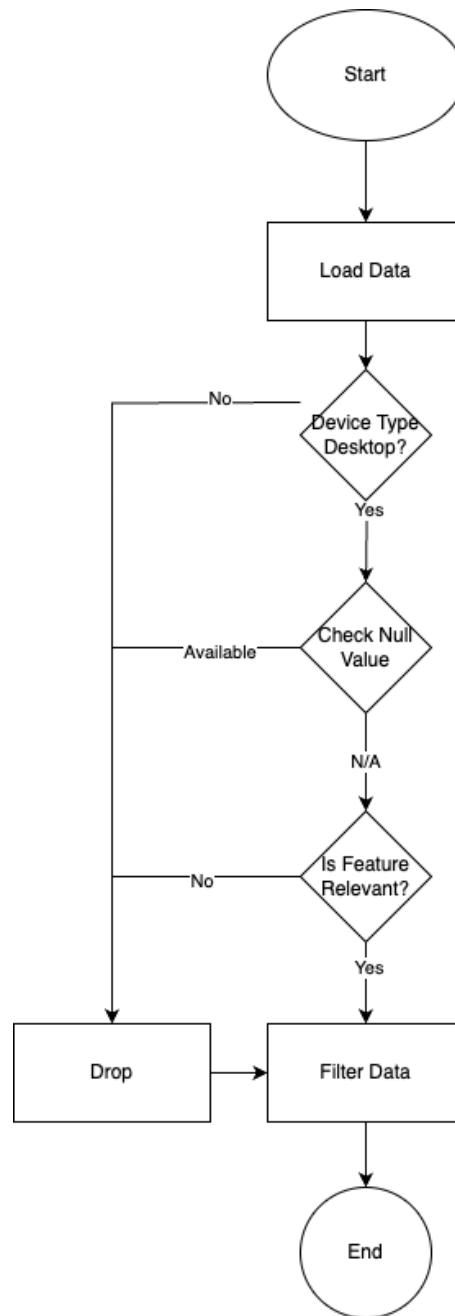 Start
Load Data
No
Device Type
Desktop?
Yes
Check Null
Value
Available
N/A
Is Feature
Relevant?
No
Yes
Drop
Filter Data
End